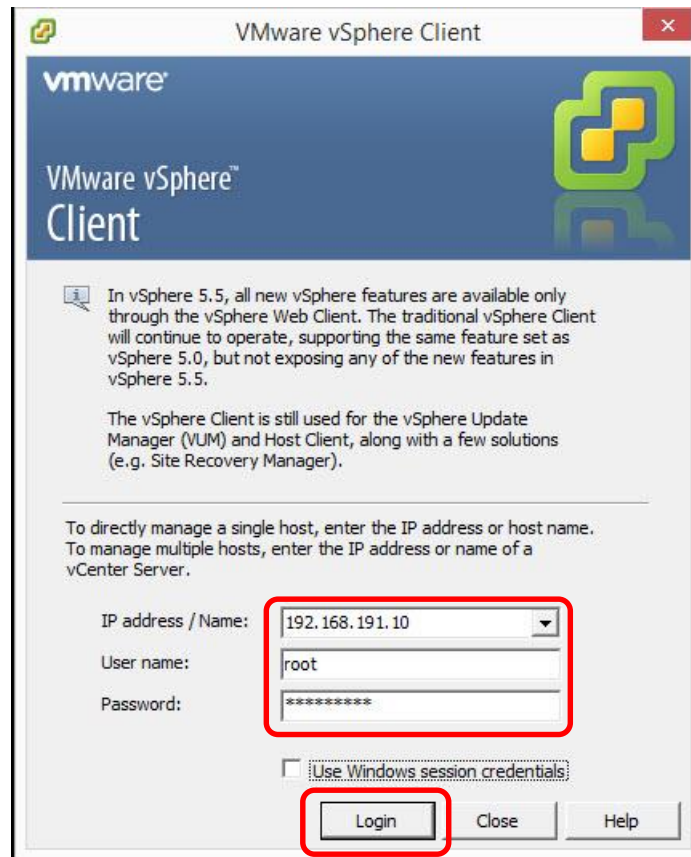 VMware vSphere Client
vmware
VMware vSphere™
Client
In vSphere 5.5, all new vSphere features are available only
through the vSphere Web Client. The traditional vSphere Client
will continue to operate, supporting the same feature set as
vSphere 5.0, but not exposing any of the new features in
vSphere 5.5.
The vSphere Client is still used for the vSphere Update
Manager (VUM) and Host Client, along with a few solutions
(e.g. Site Recovery Manager).
To directly manage a single host, enter the IP address or host name.
To manage multiple hosts, enter the IP address or name of a
vCenter Server.
IP address / Name: 192.168.191.10
User name: root
Password: *********
Use Windows session credentials
Login Close Help